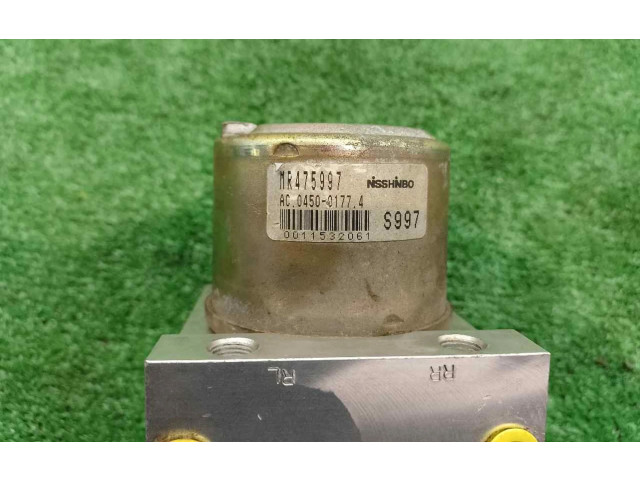 MR475997 NiSSHiNBO
AC.0450-0177.4
0011532061 S997
RL RR